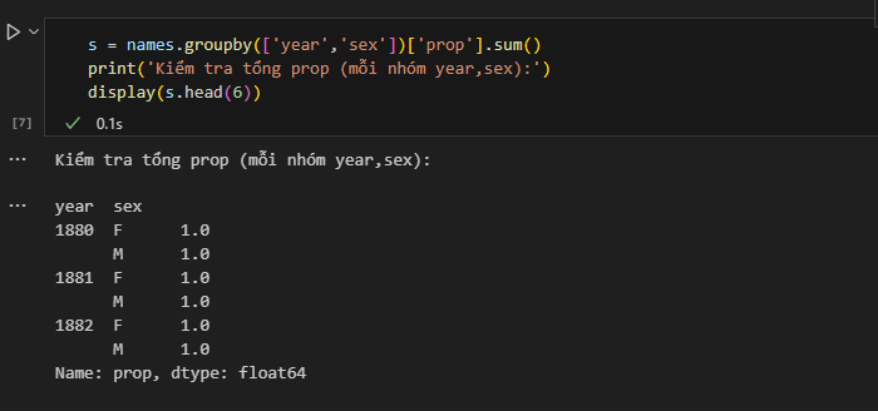 s = names.groupby(['year','sex'])['prop'].sum()
print('Kiểm tra tổng prop (mỗi nhóm year,sex):')
display(s.head(6))
[7] 0.1s
... Kiểm tra tổng prop (mỗi nhóm year,sex):
... year sex
1880 F 1.0
M 1.0
1881 F 1.0
M 1.0
1882 F 1.0
M 1.0
Name: prop, dtype: float64